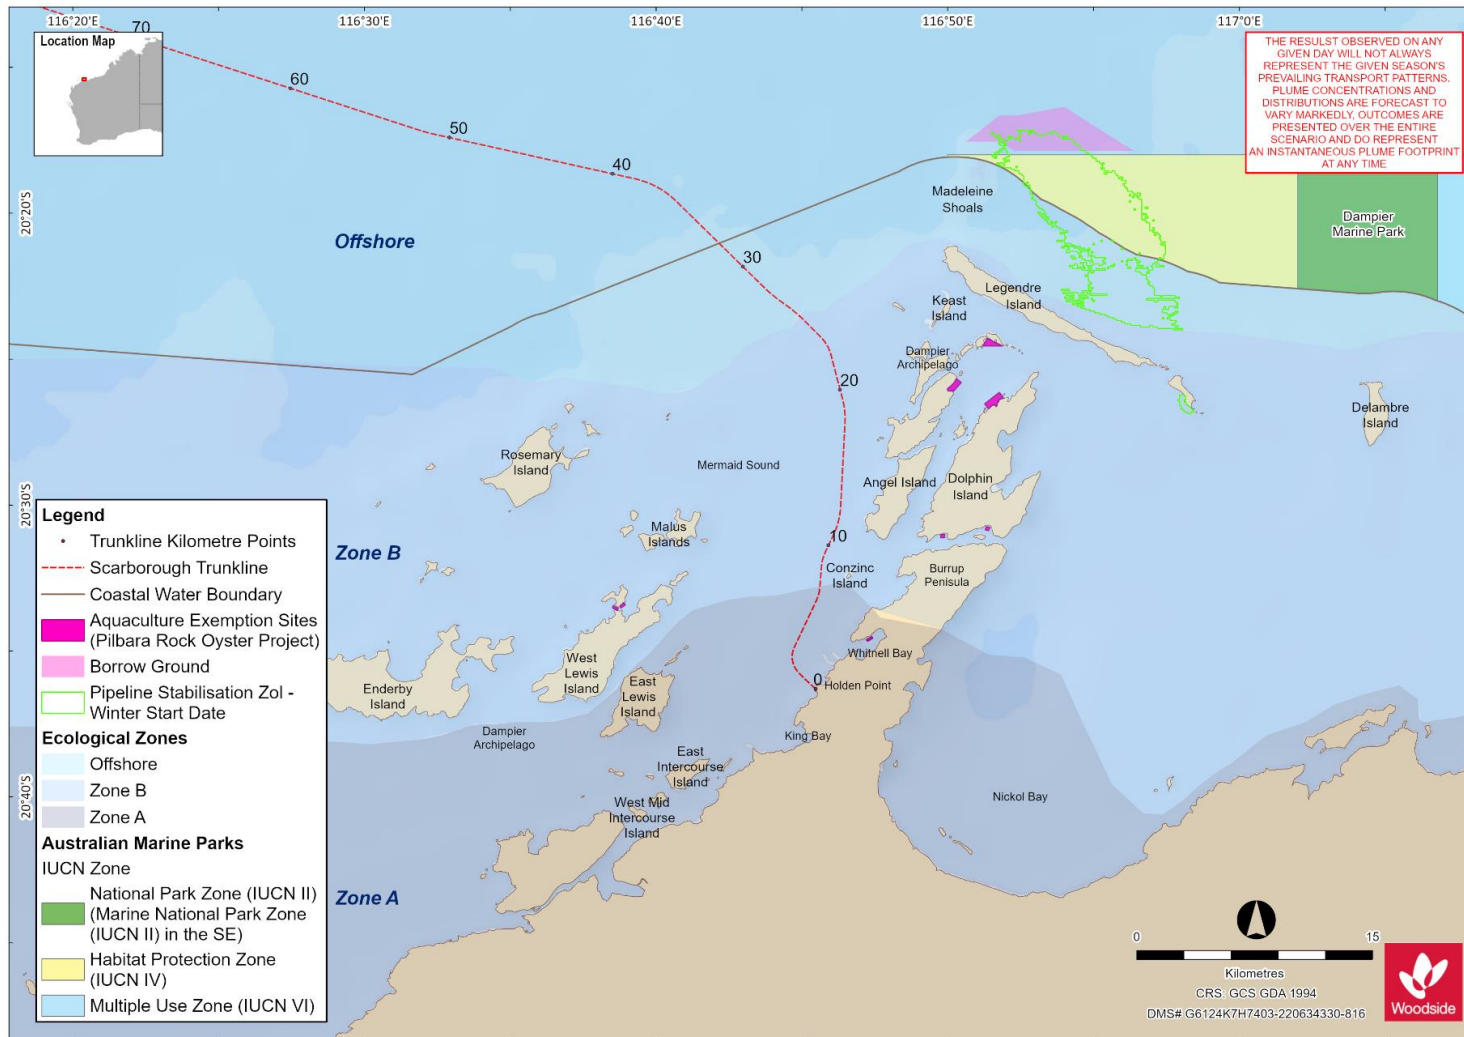 116°20'E
116°30'E
116°40'E
116°50'E
117°0'E
20°20'S
20°30'S
20°40'S
Location Map
THE RESULST OBSERVED ON ANY
GIVEN DAY WILL NOT ALWAYS
REPRESENT THE GIVEN SEASON'S
PREVAILING TRANSPORT PATTERNS.
PLUME CONCENTRATIONS AND
DISTRIBUTIONS ARE FORECAST TO
VARY MARKEDLY, OUTCOMES ARE
PRESENTED OVER THE ENTIRE
SCENARIO AND DO REPRESENT
AN INSTANTANEOUS PLUME FOOTPRINT
AT ANY TIME
70
60
50
40
30
20
10
0
Offshore
Madeleine
Shoals
Dampier
Marine Park
Legendre
Island
Keast
Island
Dampier
Archipelago
Delambre
Island
Rosemary
Island
Mermaid Sound
Angel Island
Dolphin
Island
Malus
Islands
Zone B
Conzinc
Island
Burrup
Penisula
Whitnell Bay
West
Lewis
Island
East
Lewis
Island
Enderby
Island
Holden Point
Dampier
Archipelago
King Bay
East
Intercourse
Island
West Mid
Intercourse
Island
Nickol Bay
Zone A
Legend
Trunkline Kilometre Points
Scarborough Trunkline
Coastal Water Boundary
Aquaculture Exemption Sites
(Pilbara Rock Oyster Project)
Borrow Ground
Pipeline Stabilisation ZoI -
Winter Start Date
Ecological Zones
Offshore
Zone B
Zone A
Australian Marine Parks
IUCN Zone
National Park Zone (IUCN II)
(Marine National Park Zone
(IUCN II) in the SE)
Habitat Protection Zone
(IUCN IV)
Multiple Use Zone (IUCN VI)
0 15
Kilometres
CRS: GCS GDA 1994
DMS# G6124K7H7403-220634330-816
Woodside